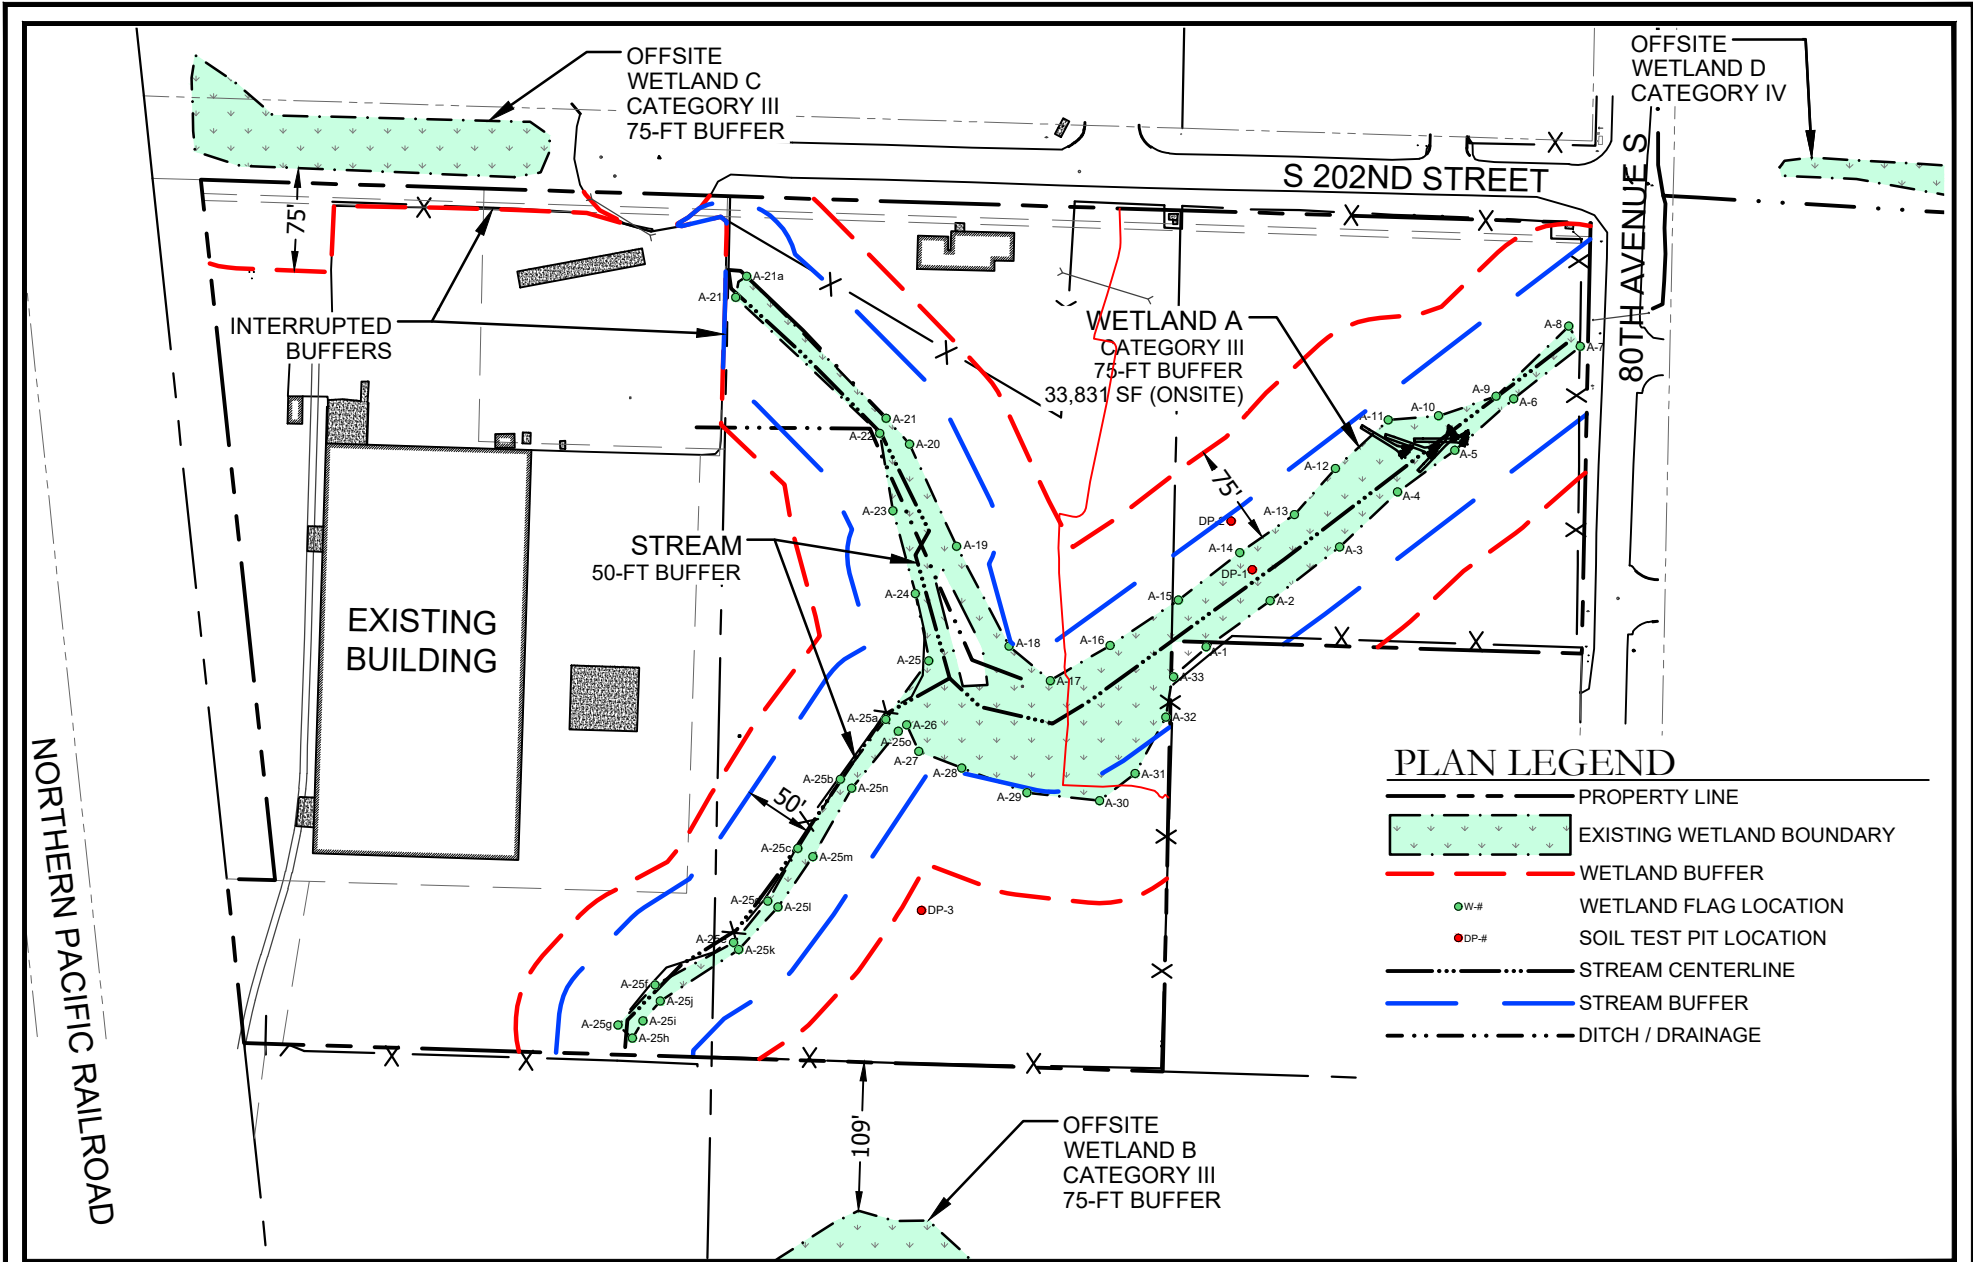 OFFSITE
WETLAND C
CATEGORY III
75-FT BUFFER
OFFSITE
WETLAND D
CATEGORY IV
S 202ND STREET
80TH AVENUE S
75'
INTERRUPTED
BUFFERS
A-21a
A-21
WETLAND A
CATEGORY III
75-FT BUFFER
33,831 SF (ONSITE)
A-8
A-7
A-9
A-6
A-10
A-11
A-5
A-12
A-4
75'
A-13
DP-2
A-14
A-3
DP-1
A-2
A-15
A-16
A-1
A-33
A-32
A-31
A-30
A-29
A-28
A-27
A-26
A-17
A-18
A-19
A-20
A-21
A-22
A-23
A-24
A-25
STREAM
50-FT BUFFER
EXISTING
BUILDING
A-25a
A-25o
A-25b
A-25n
50'
A-25c
A-25m
A-25l
A-25k
DP-3
A-25f
A-25j
A-25g
A-25i
A-25h
NORTHERN PACIFIC RAILROAD
109'
OFFSITE
WETLAND B
CATEGORY III
75-FT BUFFER
PLAN LEGEND
PROPERTY LINE
EXISTING WETLAND BOUNDARY
WETLAND BUFFER
W-# WETLAND FLAG LOCATION
DP-# SOIL TEST PIT LOCATION
STREAM CENTERLINE
STREAM BUFFER
DITCH / DRAINAGE